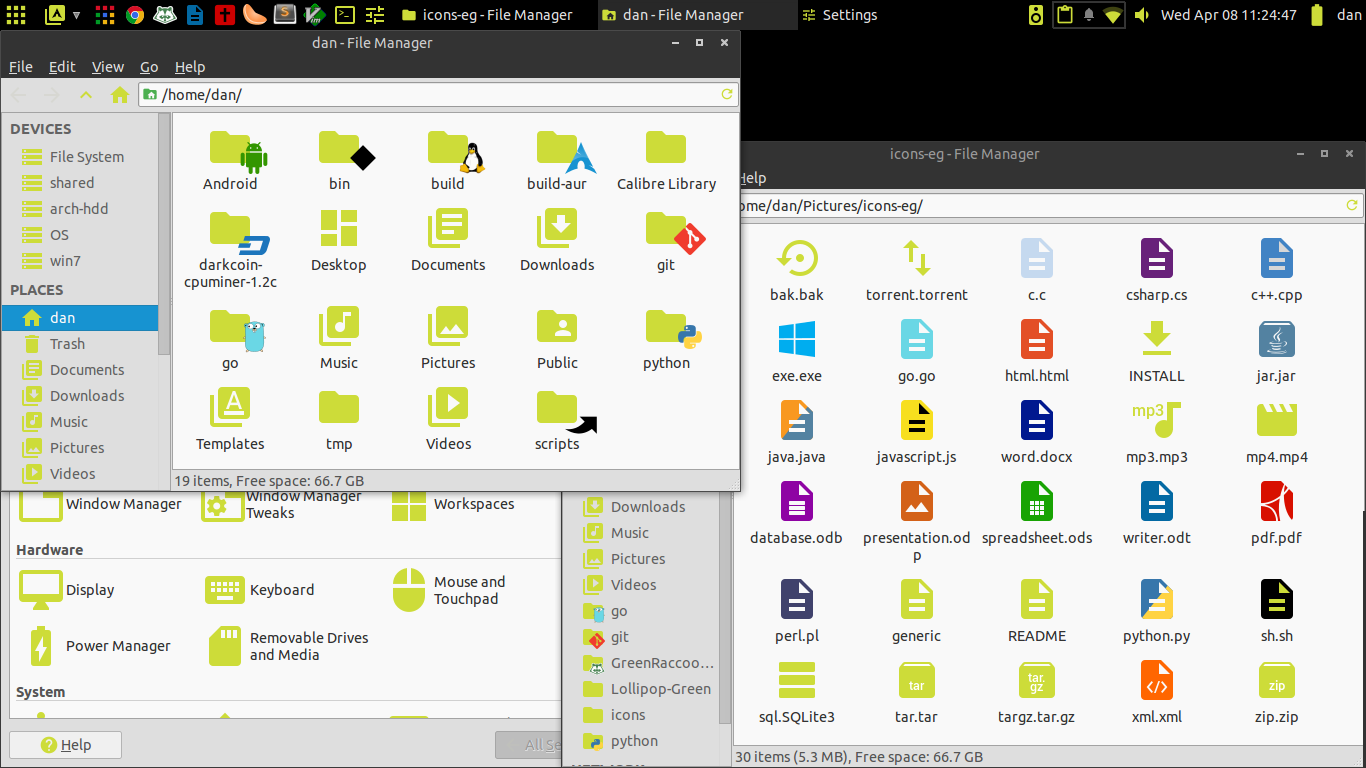 icons-eg - File Manager
dan - File Manager
Settings
Wed Apr 08 11:24:47
dan
dan - File Manager
File Edit View Go Help
/home/dan/
DEVICES
File System
shared
arch-hdd
OS
win7
PLACES
dan
Trash
Documents
Downloads
Music
Pictures
Videos
Android
bin
build
build-aur
Calibre Library
darkcoin-
cpuminer-1.2c
Desktop
Documents
Downloads
git
go
Music
Pictures
Public
python
Templates
tmp
Videos
scripts
19 items, Free space: 66.7 GB
Window Manager
Window Manager
Tweaks
Workspaces
Hardware
Display
Keyboard
Mouse and
Touchpad
Power Manager
Removable Drives
and Media
System
Help
All Se
Downloads
Music
Pictures
Videos
go
git
GreenRaccoo...
Lollipop-Green
icons
python
icons-eg - File Manager
Help
ome/dan/Pictures/icons-eg/
bak.bak
torrent.torrent
c.c
csharp.cs
c++.cpp
exe.exe
go.go
html.html
INSTALL
jar.jar
java.java
javascript.js
word.docx
mp3
mp3.mp3
mp4.mp4
database.odb
presentation.od
p
spreadsheet.ods
writer.odt
pdf.pdf
perl.pl
generic
README
python.py
sh.sh
sql.SQLite3
tar
tar.tar
tar.
gz
targz.tar.gz
xml.xml
zip
zip.zip
30 items (5.3 MB), Free space: 66.7 GB